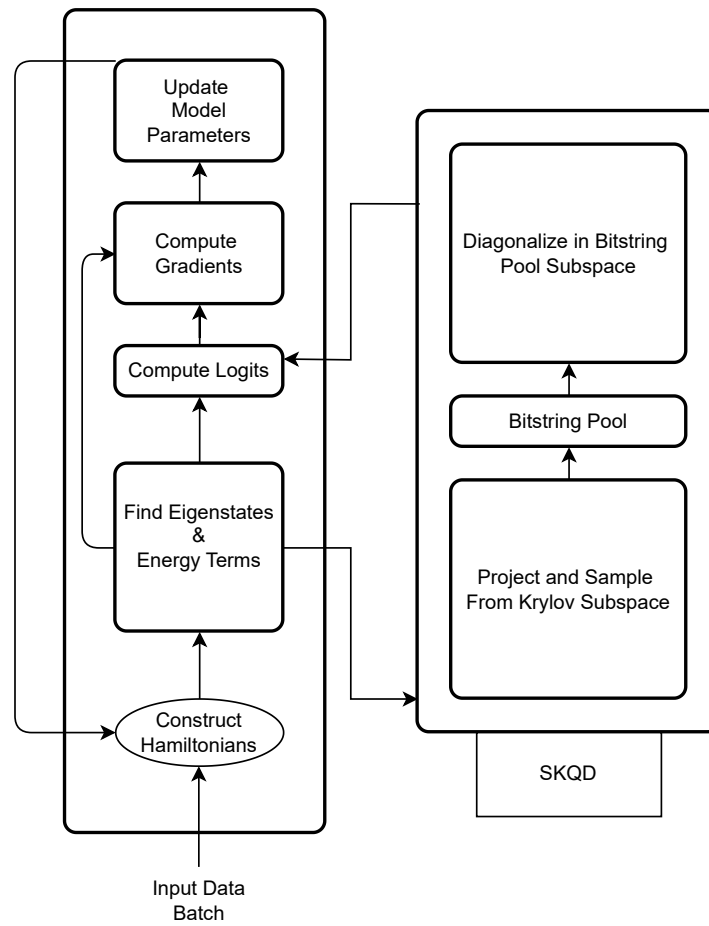 Update
Model
Parameters
Compute
Gradients
Compute Logits
Find Eigenstates
&
Energy Terms
Construct
Hamiltonians
Input Data
Batch
Diagonalize in Bitstring
Pool Subspace
Bitstring Pool
Project and Sample
From Krylov Subspace
SKQD